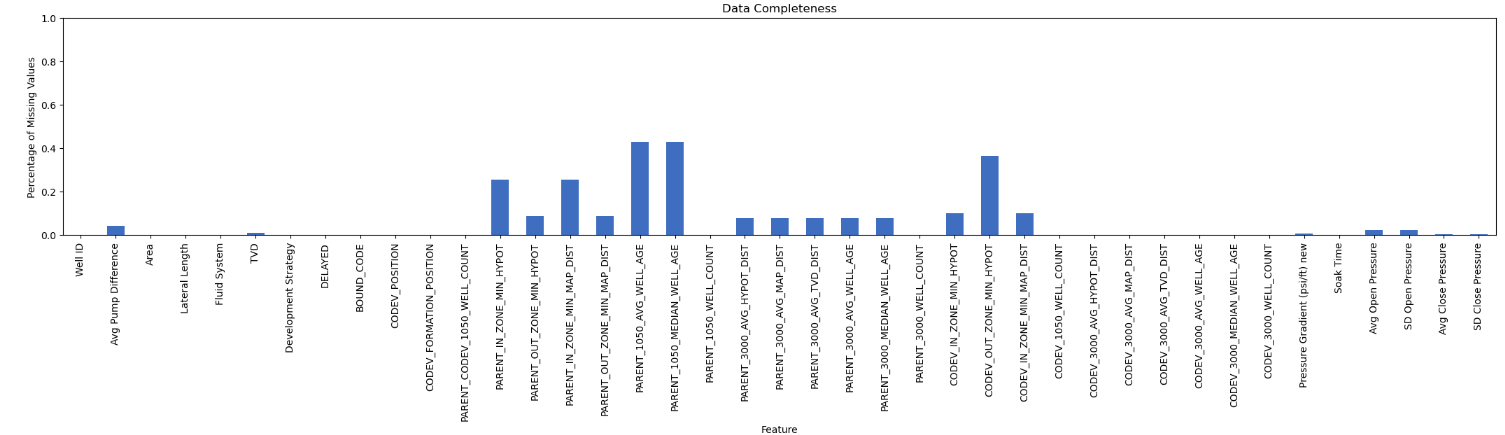 Data Completeness
Percentage of Missing Values
1.0
0.8
0.6
0.4
0.2
0.0
Well ID
Avg Pump Difference
Area
Lateral Length
Fluid System
TVD
Development Strategy
DELAYED
BOUND_CODE
CODEV_POSITION
CODEV_FORMATION_POSITION
PARENT_CODEV_1050_WELL_COUNT
PARENT_IN_ZONE_MIN_HYPOT
PARENT_OUT_ZONE_MIN_HYPOT
PARENT_IN_ZONE_MIN_MAP_DIST
PARENT_OUT_ZONE_MIN_MAP_DIST
PARENT_1050_AVG_WELL_AGE
PARENT_1050_MEDIAN_WELL_AGE
PARENT_1050_WELL_COUNT
PARENT_3000_AVG_HYPOT_DIST
PARENT_3000_AVG_MAP_DIST
PARENT_3000_AVG_TVD_DIST
PARENT_3000_AVG_WELL_AGE
PARENT_3000_MEDIAN_WELL_AGE
PARENT_3000_WELL_COUNT
CODEV_IN_ZONE_MIN_HYPOT
CODEV_OUT_ZONE_MIN_HYPOT
CODEV_IN_ZONE_MIN_MAP_DIST
CODEV_1050_WELL_COUNT
CODEV_3000_AVG_HYPOT_DIST
CODEV_3000_AVG_MAP_DIST
CODEV_3000_AVG_TVD_DIST
CODEV_3000_AVG_WELL_AGE
CODEV_3000_MEDIAN_WELL_AGE
CODEV_3000_WELL_COUNT
Pressure Gradient (psi/ft) new
Soak Time
Avg Open Pressure
SD Open Pressure
Avg Close Pressure
SD Close Pressure
Feature